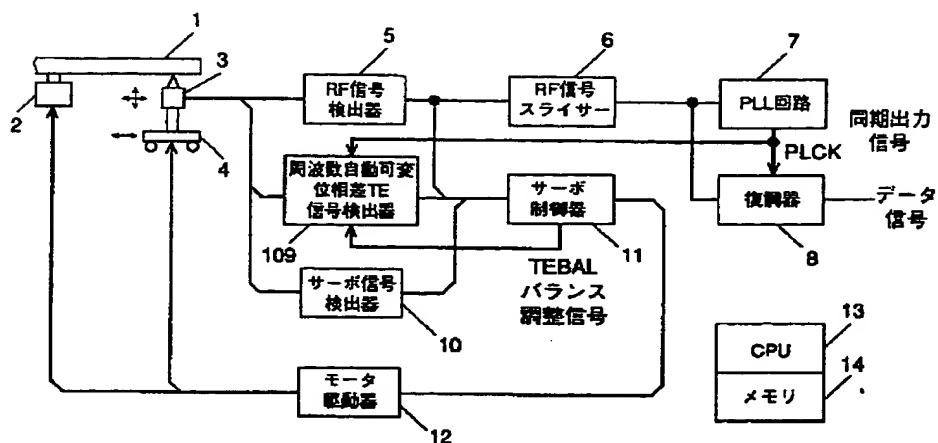 1
2
3
4
5
RF信号
検出器
6
RF信号
スライサー
7
PLL回路
同期出力
信号
PLCK
周波数自動可変
位相差TE
信号検出器
109
サーボ
制御器
11
復調器
8
データ
信号
TEBAL
バランス
調整信号
サーボ信号
検出器
10
モータ
駆動器
12
CPU
13
メモリ
14